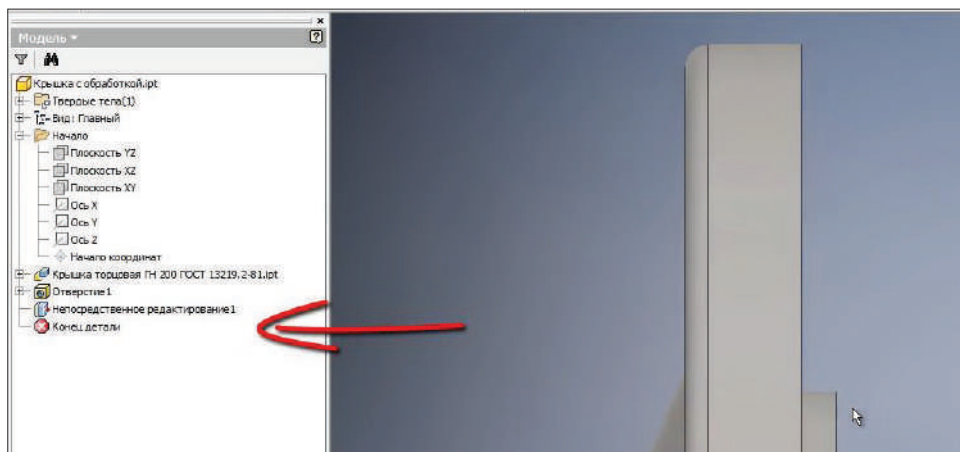 Модель
Крышка с обработкой.ipt
Твердые тела(1)
Вид: Главный
Начало
Плоскость YZ
Плоскость XZ
Плоскость XY
Ось X
Ось Y
Ось Z
Начало координат
Крышка торцовая ГН 200 ГОСТ 13219.2-81.ipt
Отверстие1
Непосредственное редактирование1
Конец детали